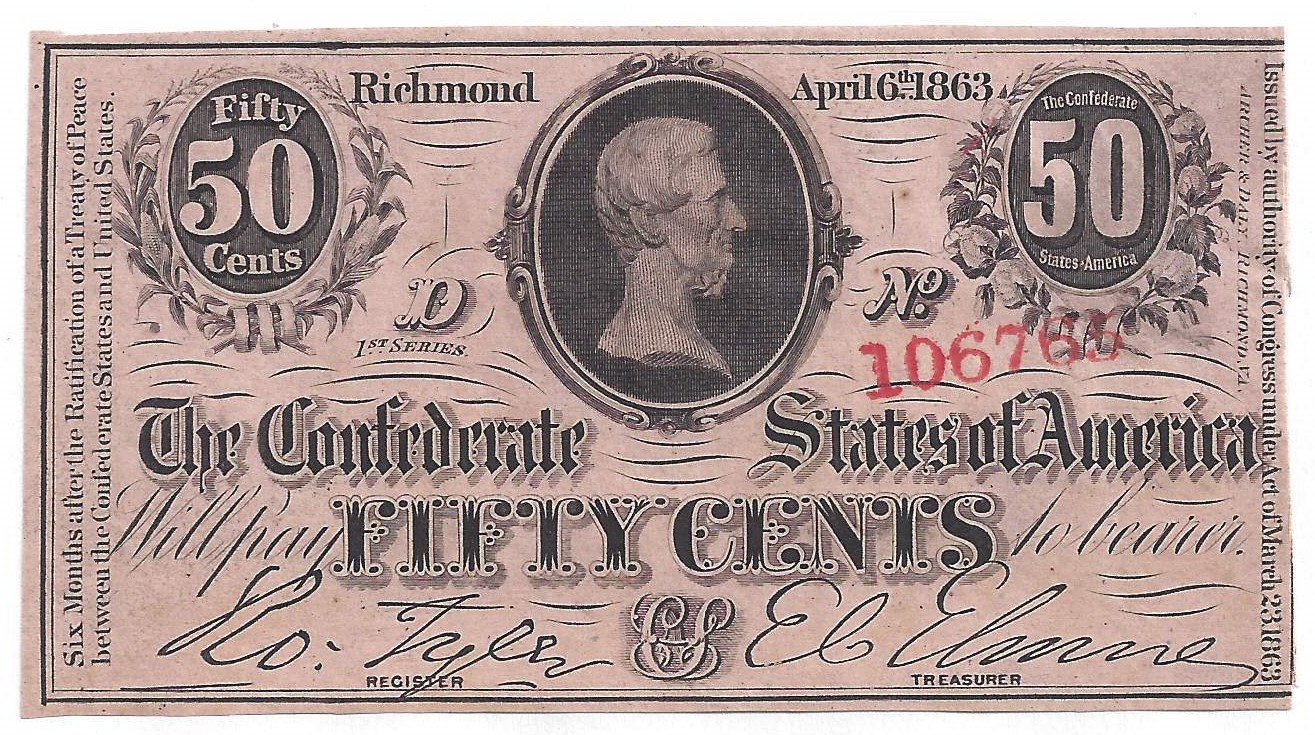 Six Months after the Ratification of a Treaty of Peace
between the Confederate States and United States.
Fifty
50
Cents
Richmond
April 6th 1863
The Confederate
50
States America
D
1ST SERIES.
No.
106765
The Confederate States of America
Will pay FIFTY CENTS to bearer.
Ro: Tyler
REGISTER
CS
TREASURER
ARCHER & DALY, RICHMOND, VA.
Issued by authority of Congress under Act of March 23 1863